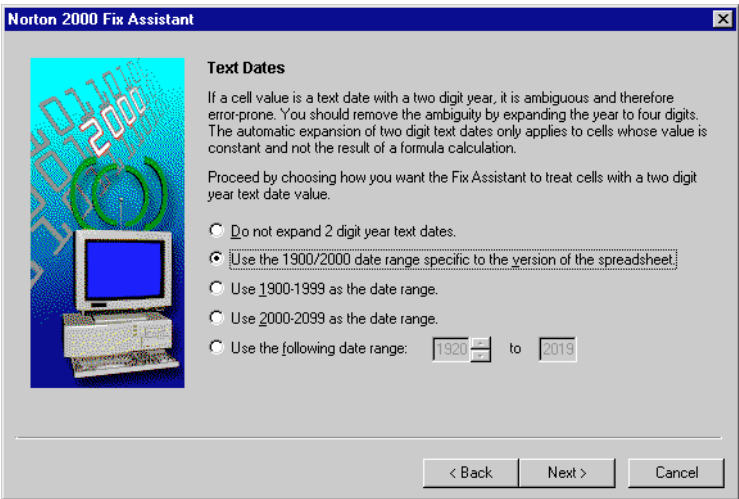 Norton 2000 Fix Assistant
Text Dates
If a cell value is a text date with a two digit year, it is ambiguous and therefore
error-prone. You should remove the ambiguity by expanding the year to four digits.
The automatic expansion of two digit text dates only applies to cells whose value is
constant and not the result of a formula calculation.
Proceed by choosing how you want the Fix Assistant to treat cells with a two digit
year text date value.
Do not expand 2 digit year text dates.
Use the 1900/2000 date range specific to the version of the spreadsheet.
Use 1900-1999 as the date range.
Use 2000-2099 as the date range.
Use the following date range: 1920 to 2019
2000
< Back Next > Cancel